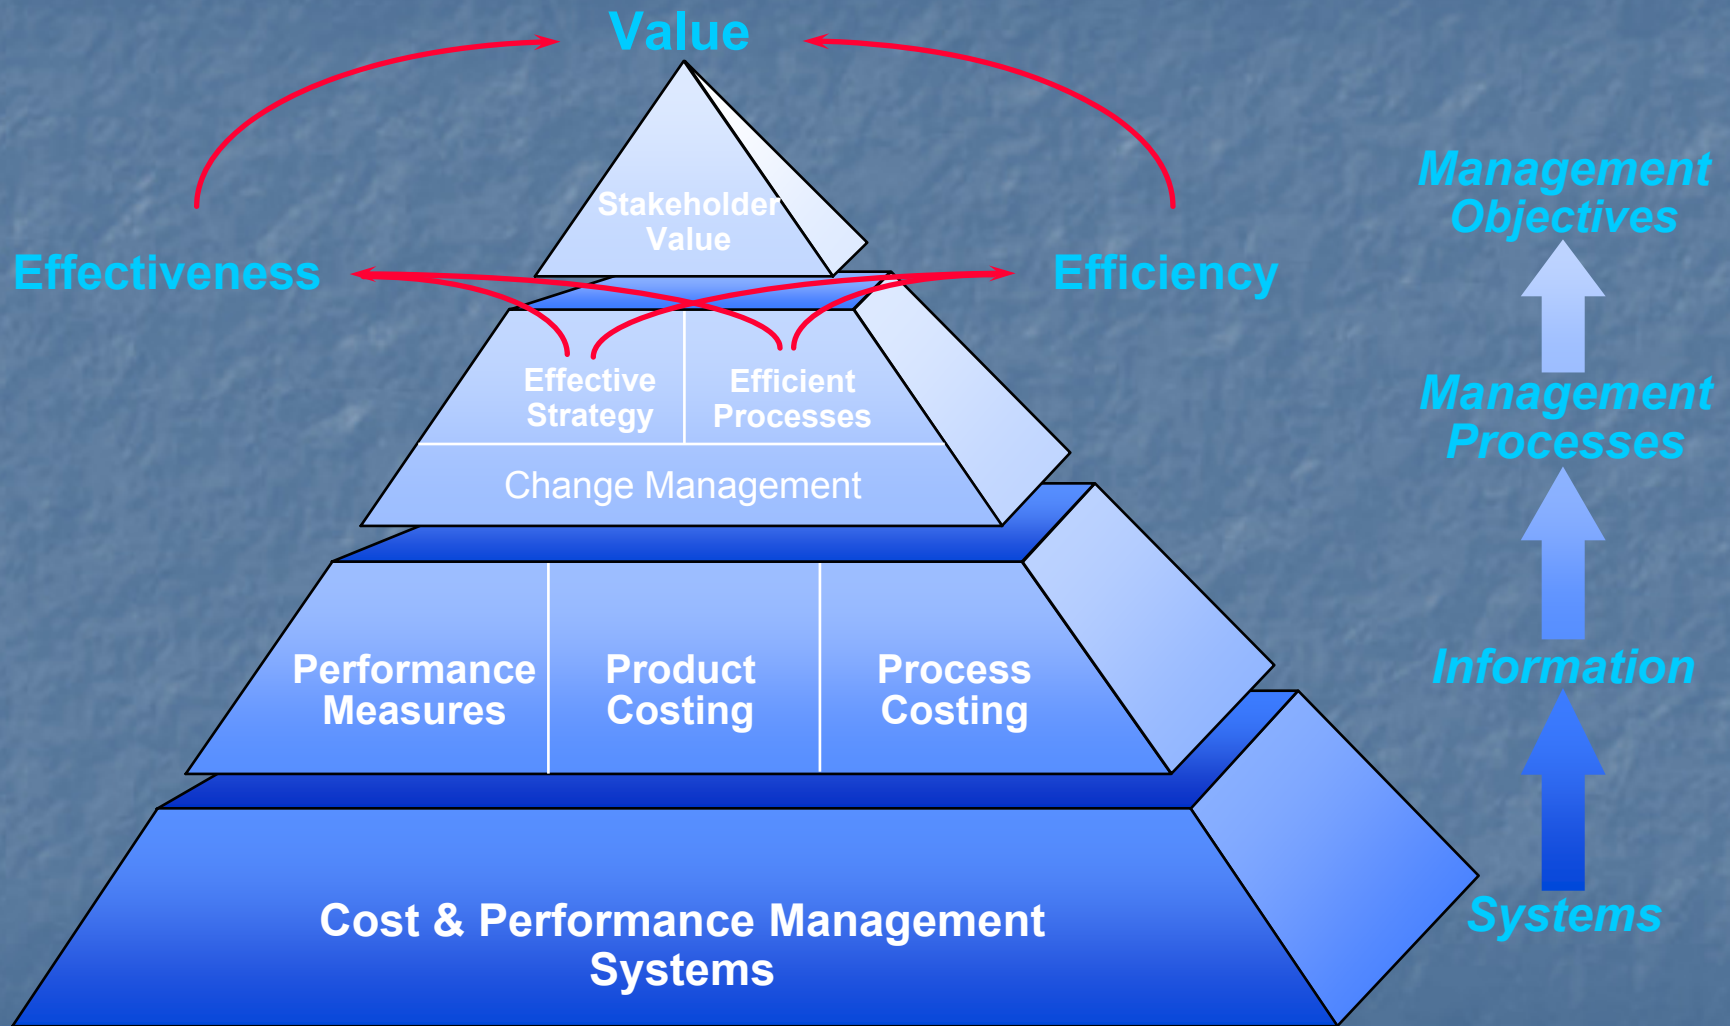 Value
Stakeholder
Value
Effectiveness
Efficiency
Effective
Strategy
Efficient
Processes
Change Management
Performance
Measures
Product
Costing
Process
Costing
Cost & Performance Management
Systems
Management
Objectives
Management
Processes
Information
Systems